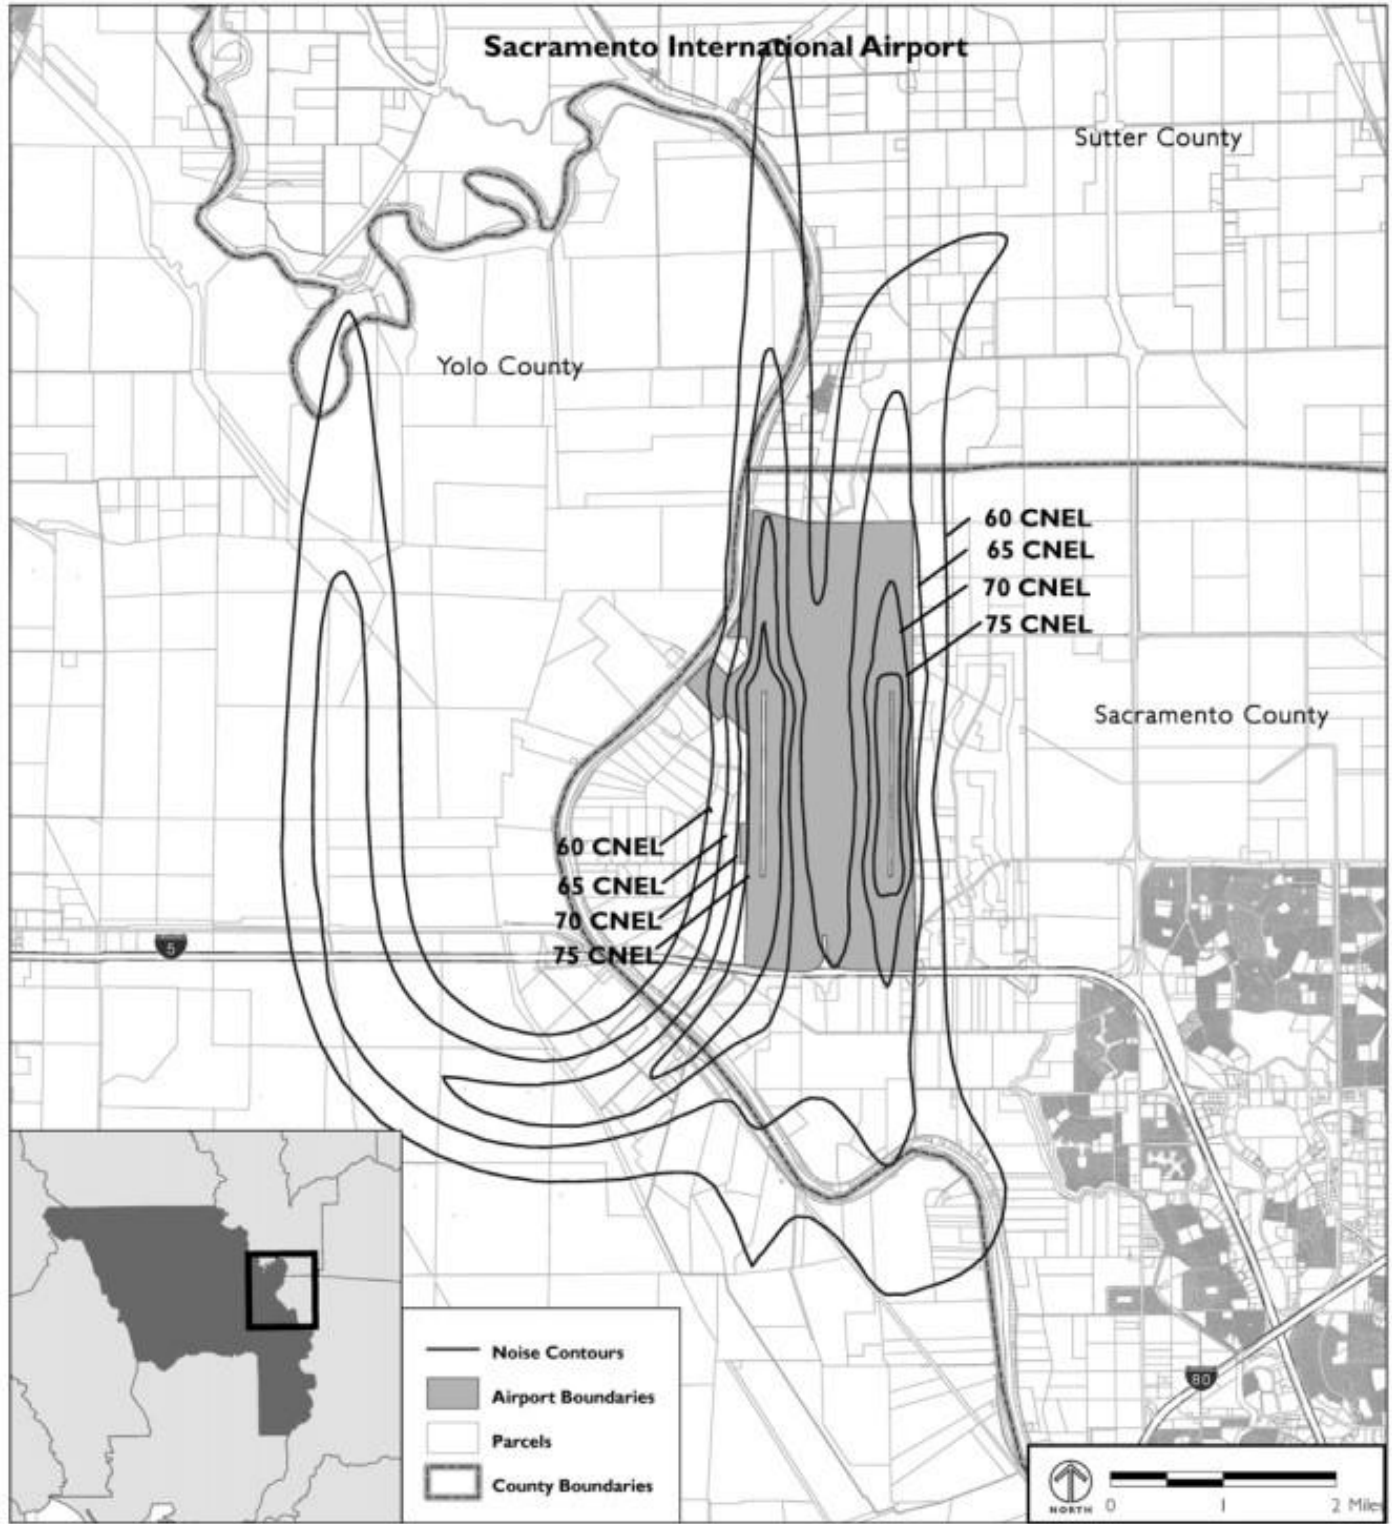 Sacramento International Airport
Sutter County
Yolo County
60 CNEL
65 CNEL
70 CNEL
75 CNEL
Sacramento County
60 CNEL
65 CNEL
70 CNEL
75 CNEL
5
80
Noise Contours
Airport Boundaries
Parcels
County Boundaries
NORTH
0 1 2 Miles